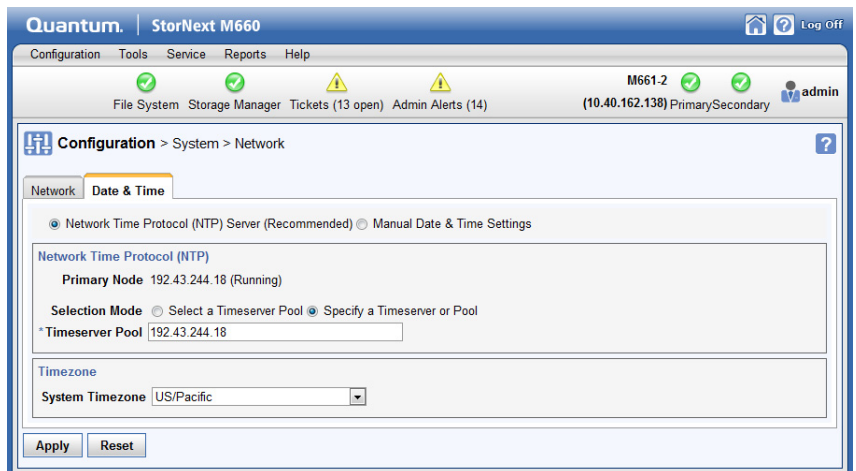 Quantum. | StorNext M660
? Log Off
Configuration Tools Service Reports Help
M661-2
File System Storage Manager Tickets (13 open) Admin Alerts (14) (10.40.162.138) Primary Secondary admin
Configuration > System > Network ?
Network Date & Time
Network Time Protocol (NTP) Server (Recommended) Manual Date & Time Settings
Network Time Protocol (NTP)
Primary Node 192.43.244.18 (Running)
Selection Mode Select a Timeserver Pool Specify a Timeserver or Pool
*Timeserver Pool 192.43.244.18
Timezone
System Timezone US/Pacific
Apply Reset